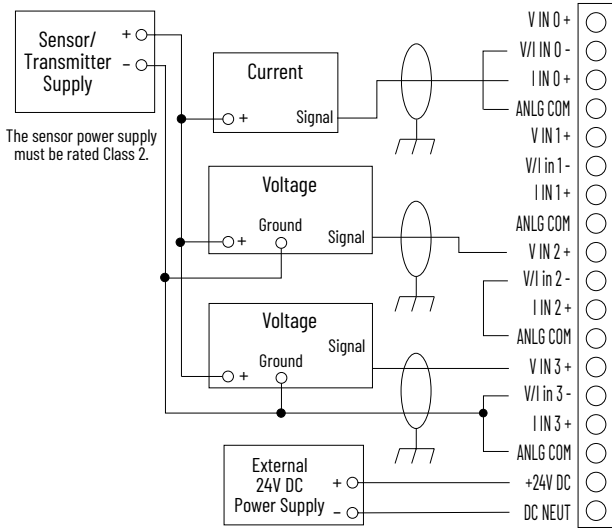 Sensor/
Transmitter
Supply
+
–
The sensor power supply
must be rated Class 2.
Current
+
Signal
Voltage
Ground
+
Signal
Voltage
Signal
Ground
+
External
24V DC
Power Supply
+
–
V IN 0 +
V/I IN 0 -
I IN 0 +
ANLG COM
V IN 1 +
V/I in 1 -
I IN 1 +
ANLG COM
V IN 2 +
V/I in 2 -
I IN 2 +
ANLG COM
V IN 3 +
V/I in 3 -
I IN 3 +
ANLG COM
+24V DC
DC NEUT